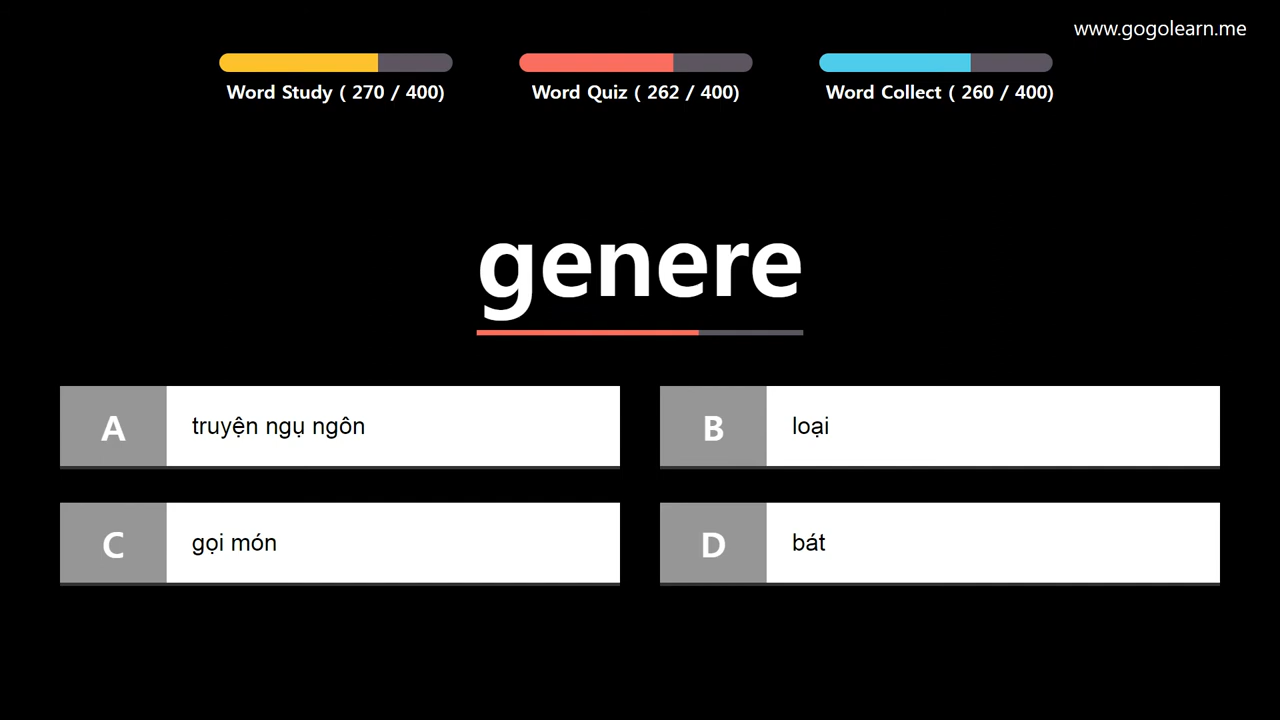 www.gogolearn.me
Word Study ( 270 / 400)
Word Quiz ( 262 / 400)
Word Collect ( 260 / 400)
genere
A
truyện ngụ ngôn
B
loại
C
gọi món
D
bát